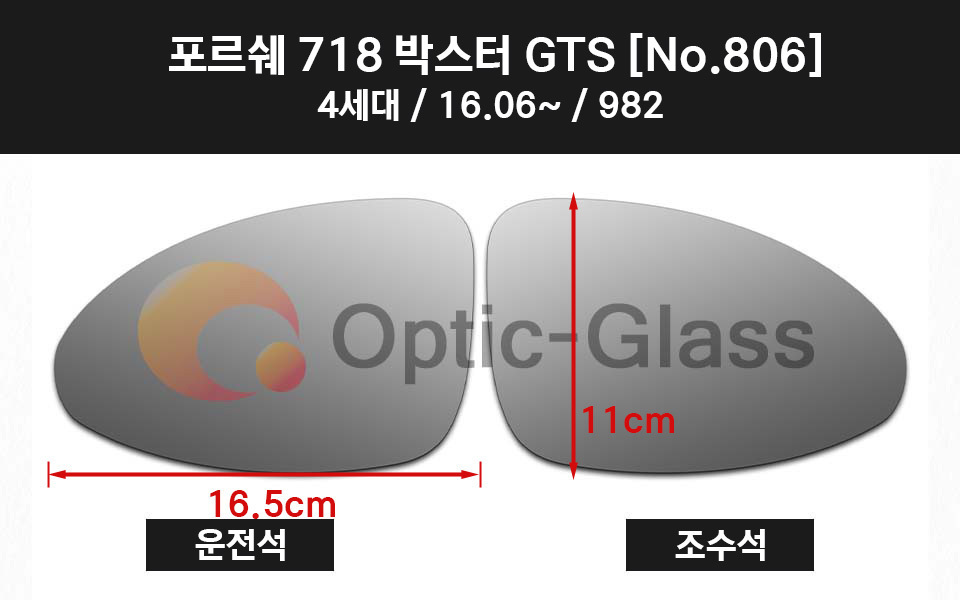 포르쉐 718 박스터 GTS [No.806]
4세대 / 16.06~ / 982
Optic-Glass
11cm
16.5cm
운전석
조수석